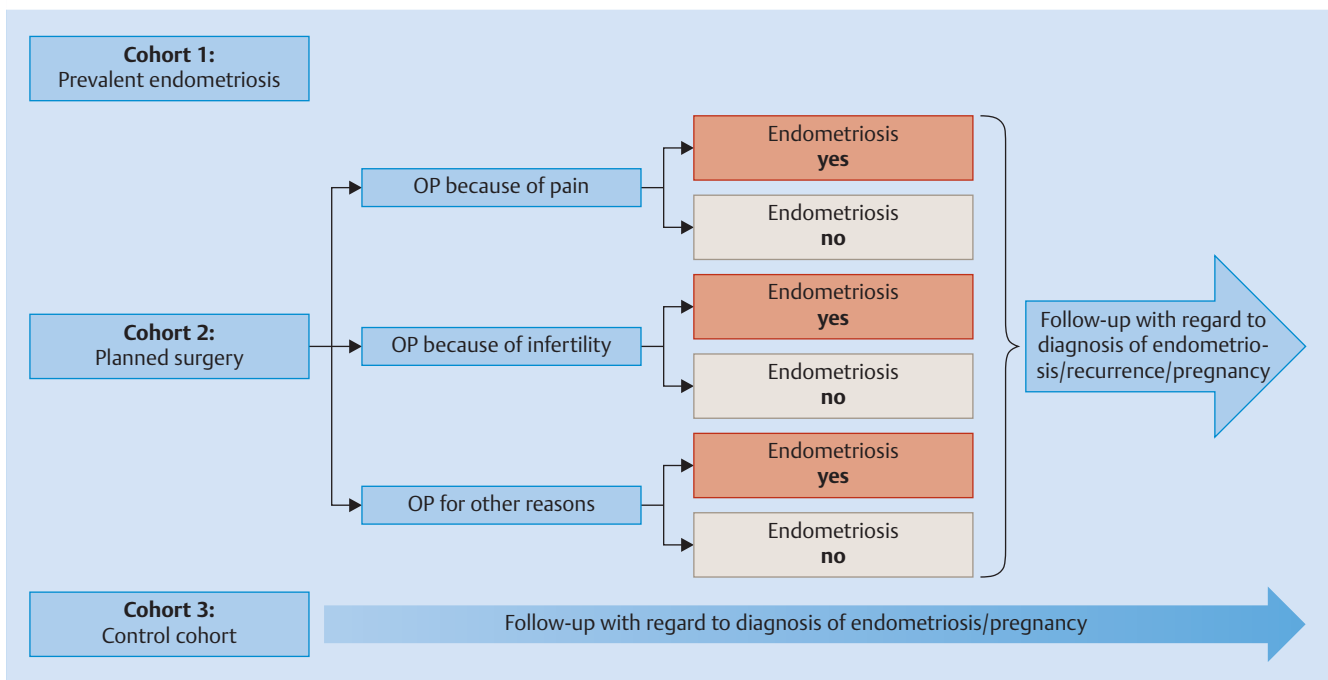 Cohort 1:
Prevalent endometriosis
Cohort 2:
Planned surgery
OP because of pain
Endometriosis
yes
Endometriosis
no
OP because of infertility
Endometriosis
yes
Endometriosis
no
OP for other reasons
Endometriosis
yes
Endometriosis
no
Follow-up with regard to
diagnosis of endometrio-
sis/recurrence/pregnancy
Cohort 3:
Control cohort
Follow-up with regard to diagnosis of endometriosis/pregnancy